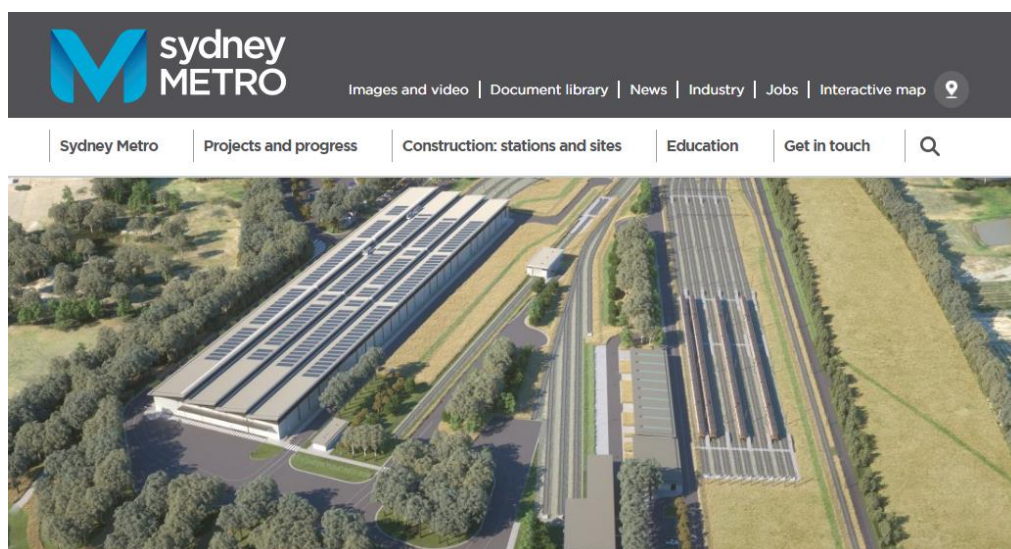 sydney
METRO
Images and video | Document library | News | Industry | Jobs | Interactive map
Sydney Metro | Projects and progress | Construction: stations and sites | Education | Get in touch